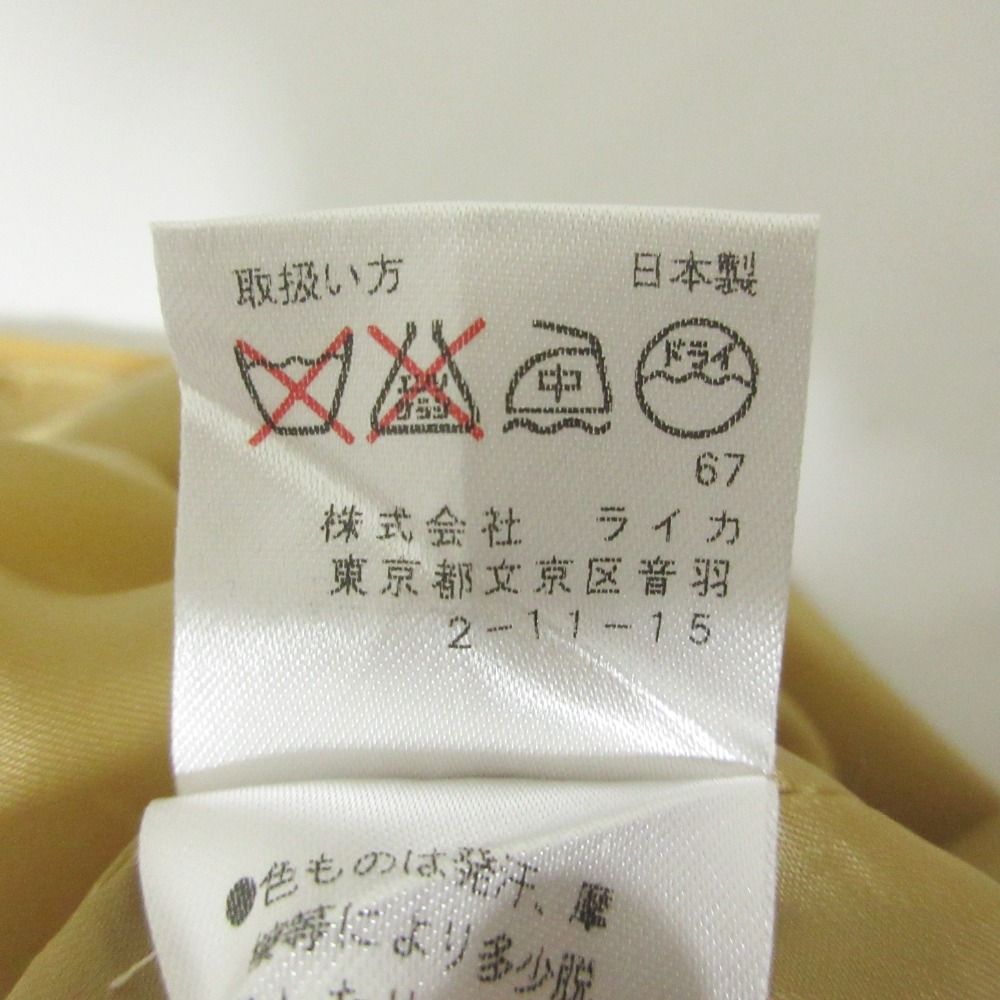 取扱い方 日本製
中 ドライ
67
株式会社 ライカ
東京都文京区音羽
2-11-15
●色ものは発汗、摩
擦等により多少脱